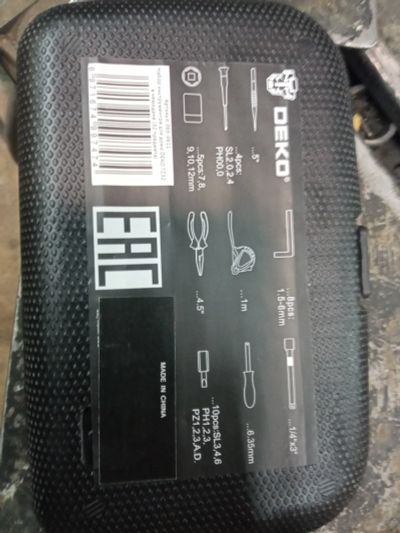 DEKO®
...5"
...4pcs:
SL2.0,2.4
PH00,0
...5pcs:7,8,
9,10,12mm
...8pcs:
1.5-6mm
...1m
...4.5"
...1/4"x3"
...6.35mm
...10pcs:SL3,4,6
PH1,2,3,
PZ1,2,3,A.D.
EAC
MADE IN CHINA